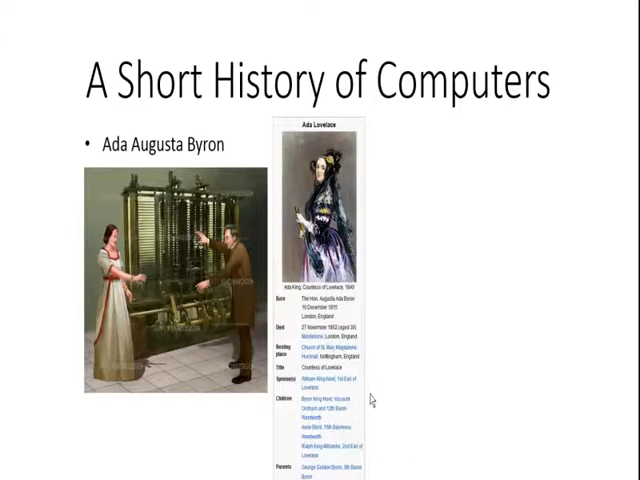 A Short History of Computers
• Ada Augusta Byron
Ada Lovelace
Ada King, Countess of Lovelace, 1840
Born The Hon. Augusta Ada Byron
10 December 1815
London, England
Died 27 November 1852 (aged 36)
Marylebone, London, England
Resting Church of St. Mary Magdalene,
place Hucknall, Nottingham, England
Title Countess of Lovelace
Spouse(s) William King-Noel, 1st Earl of
Lovelace
Children Byron King-Noel, Viscount
Ockham and 12th Baron
Wentworth
Anne Blunt, 15th Baroness
Wentworth
Ralph King-Milbanke, 2nd Earl of
Lovelace
Parents George Gordon Byron, 6th Baron
Byron